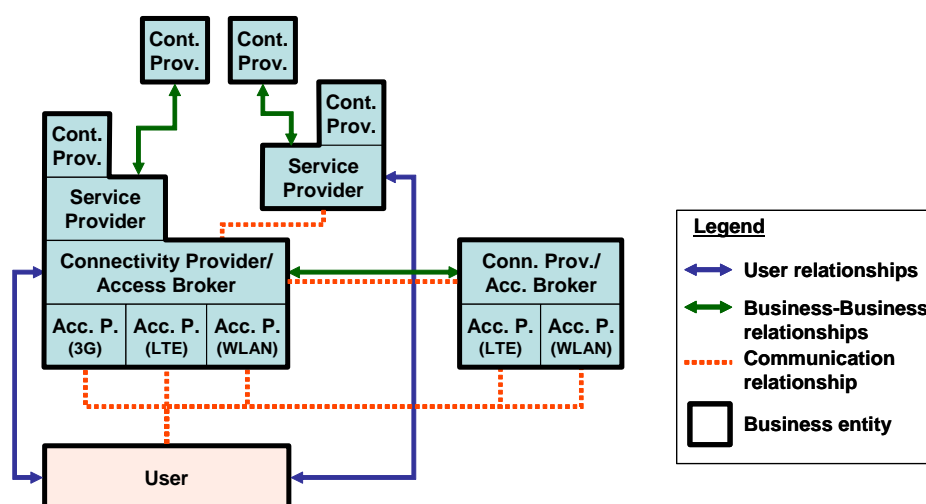 Cont.
Prov.
Cont.
Prov.
Cont.
Prov.
Cont.
Prov.
Service
Provider
Service
Provider
Connectivity Provider/
Access Broker
Conn. Prov./
Acc. Broker
Acc. P.
(3G)
Acc. P.
(LTE)
Acc. P.
(WLAN)
Acc. P.
(LTE)
Acc. P.
(WLAN)
User
Legend
User relationships
Business-Business
relationships
Communication
relationship
Business entity